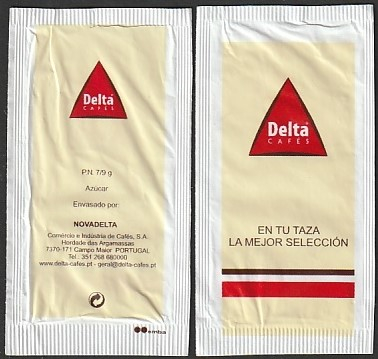 Delta
CAFÉS
P.N. 7/9 g
Azúcar
Envasado por:
NOVADELTA
Comércio e Indústria de Cafés, S.A.
Herdade das Argamassas
7370-171 Campo Maior PORTUGAL
Tel.: 351 268 680000
www.delta-cafes.pt - geral@delta-cafes.pt
emba
Delta
CAFÉS
EN TU TAZA
LA MEJOR SELECCIÓN